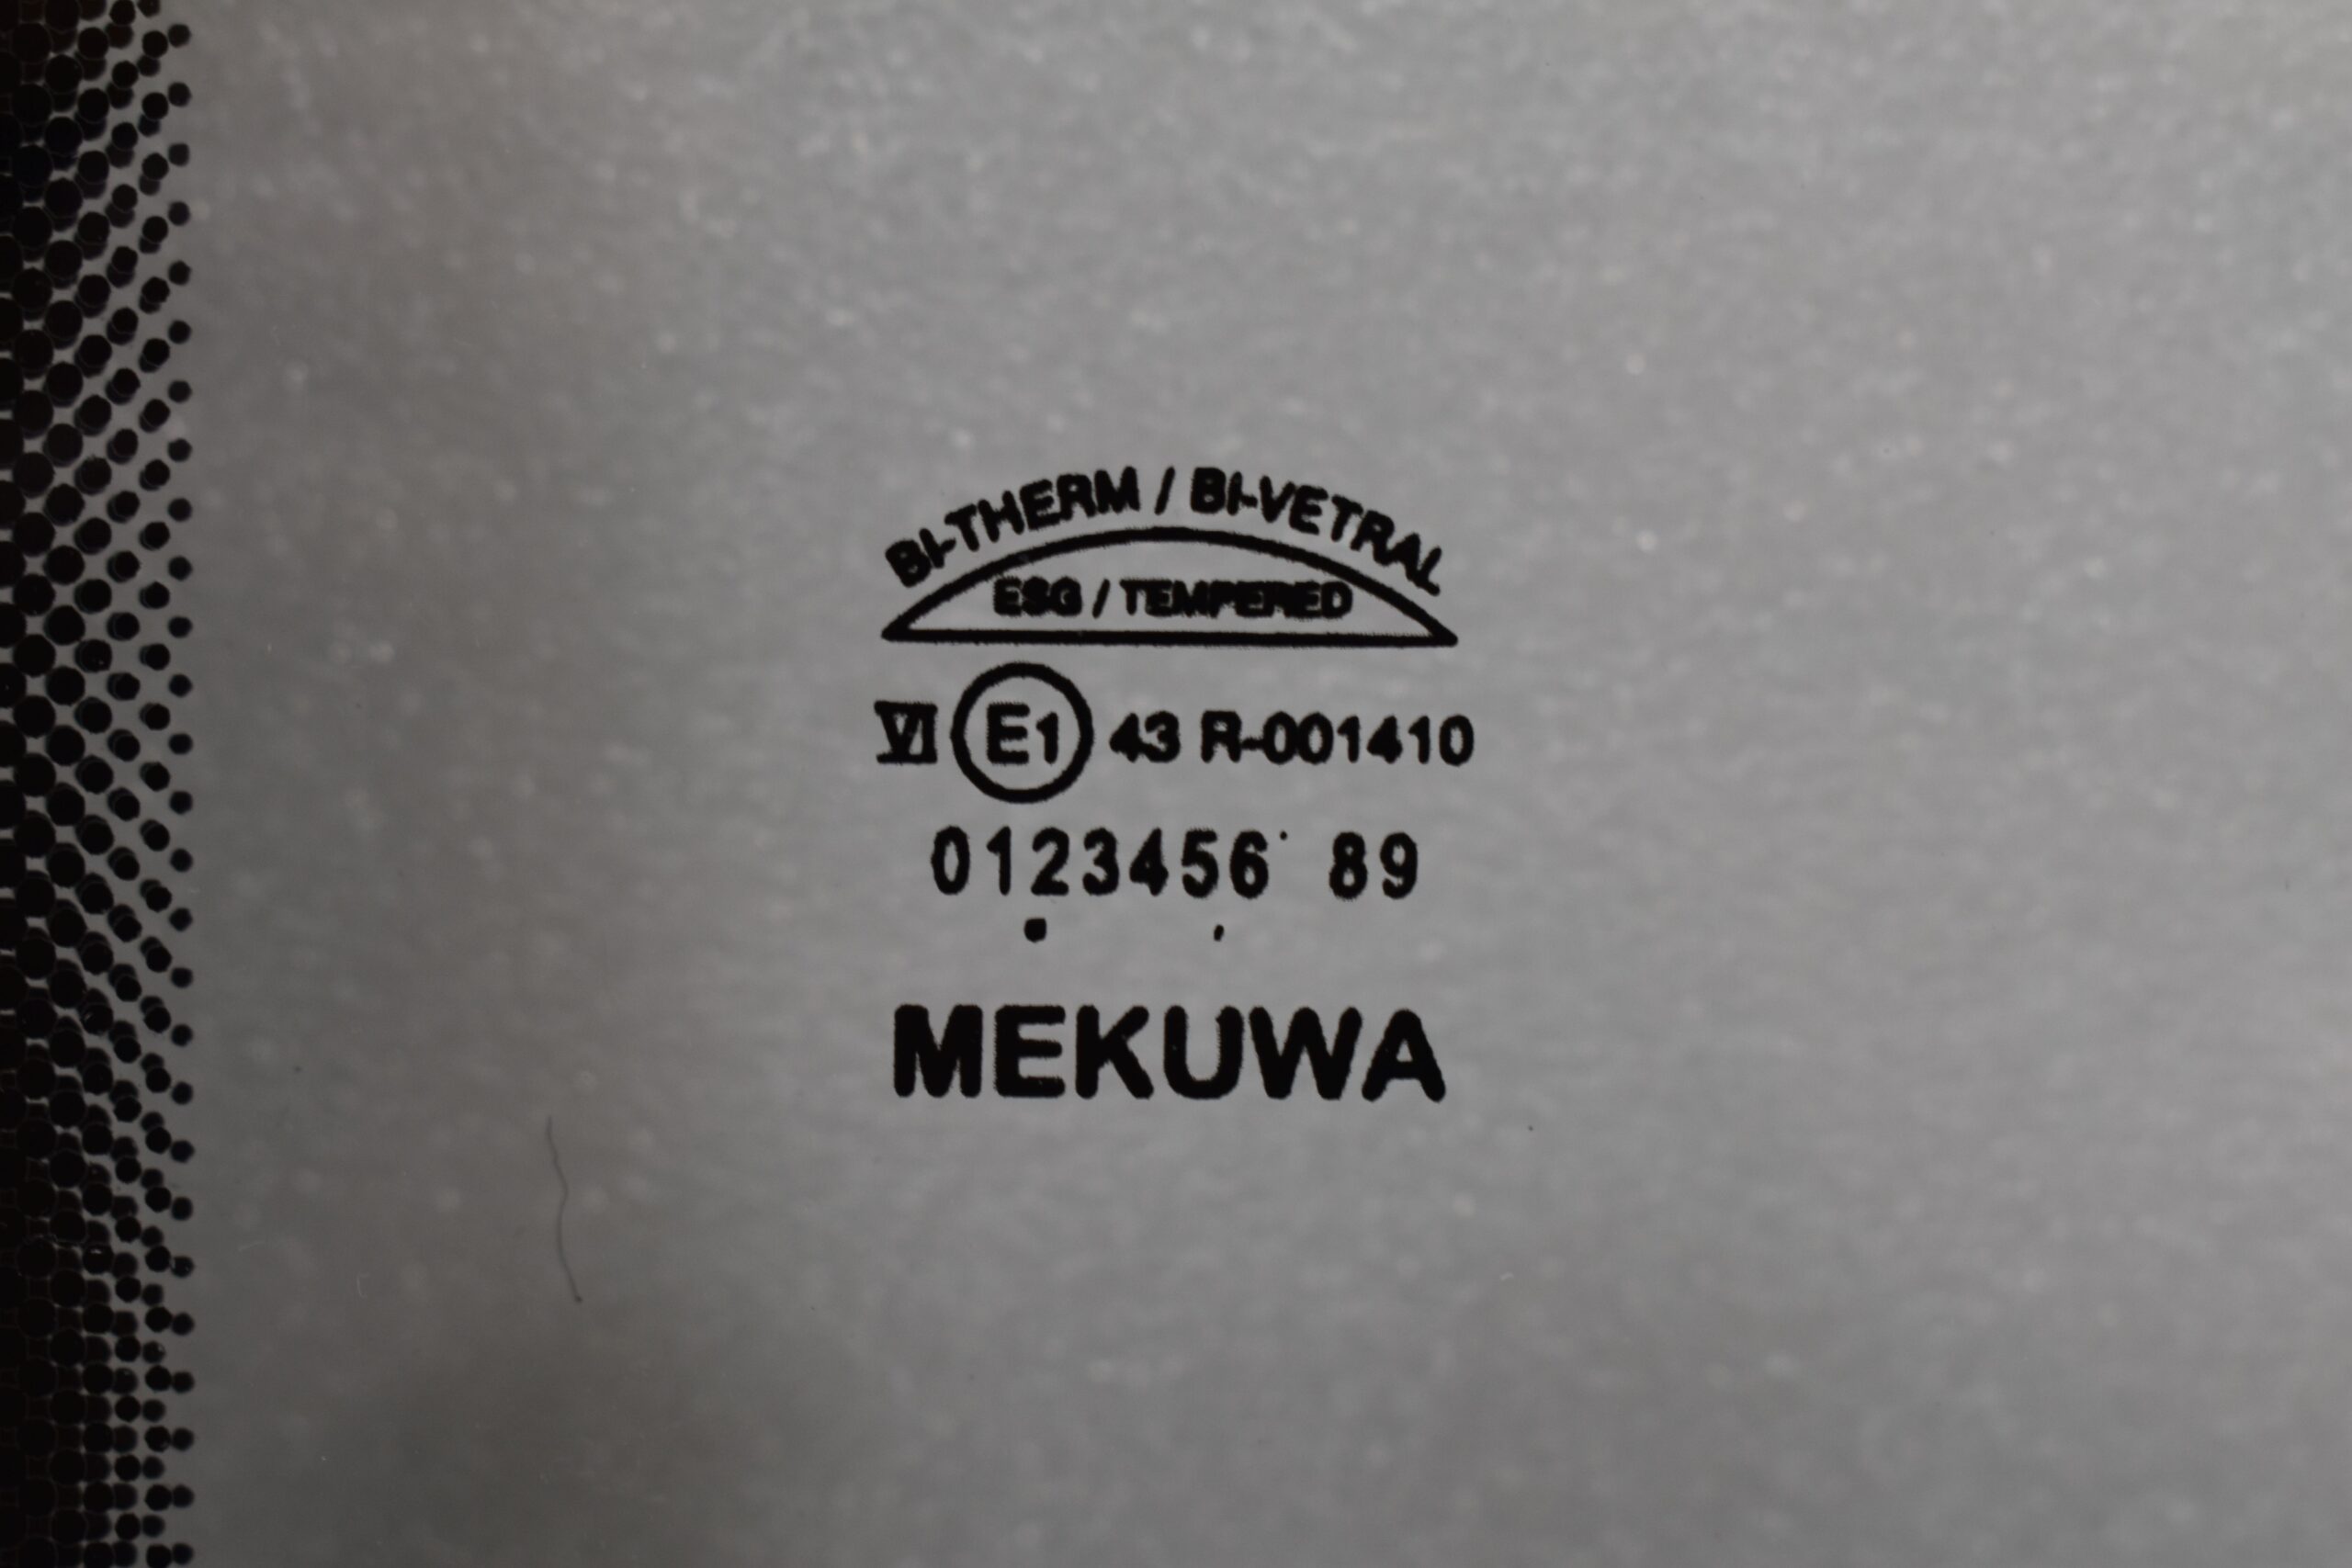 BI-THERM / BI-VETRAL
ESG / TEMPERED
VI E1 43 R-001410
0123456 89
MEKUWA